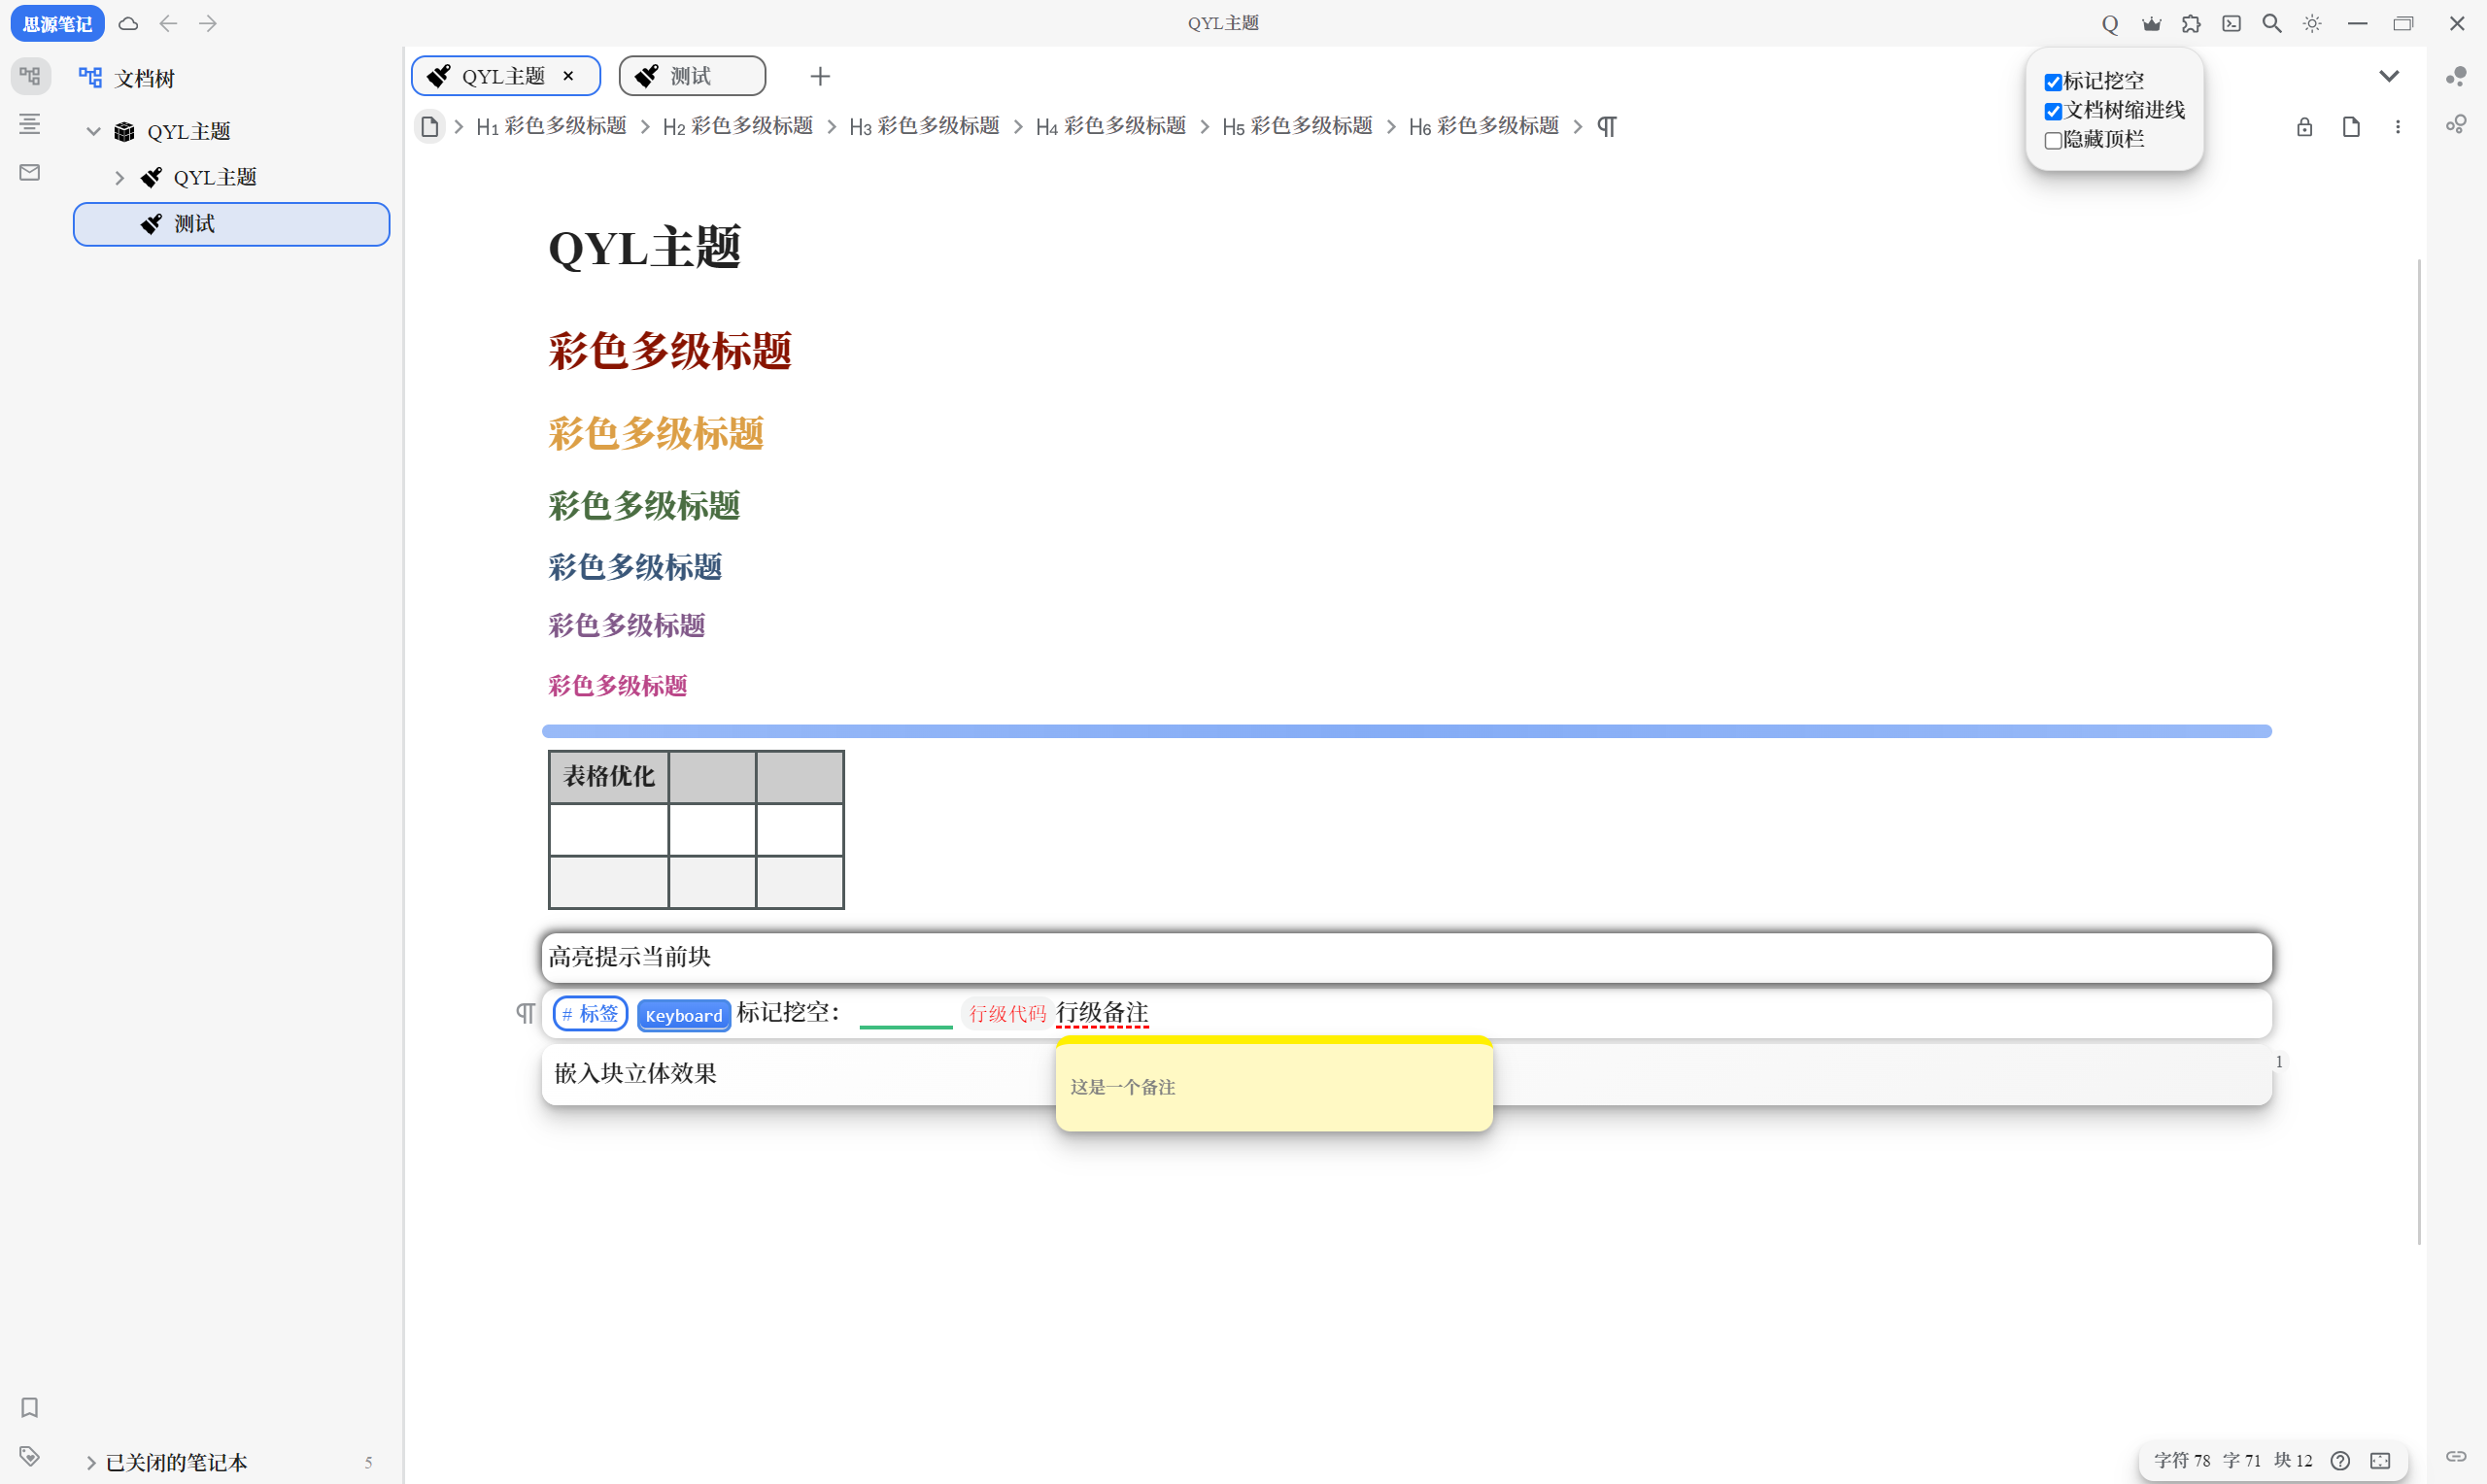 思源笔记
QYL主题
Q
文档树
QYL主题
QYL主题
测试
QYL主题
测试
标记挖空
文档树缩进线
隐藏顶栏
H1 彩色多级标题 H2 彩色多级标题 H3 彩色多级标题 H4 彩色多级标题 H5 彩色多级标题 H6 彩色多级标题
QYL主题
彩色多级标题
彩色多级标题
彩色多级标题
彩色多级标题
彩色多级标题
彩色多级标题
表格优化
高亮提示当前块
# 标签 Keyboard 标记挖空： 行级代码 行级备注
嵌入块立体效果
1
这是一个备注
已关闭的笔记本 5
字符 78 字 71 块 12